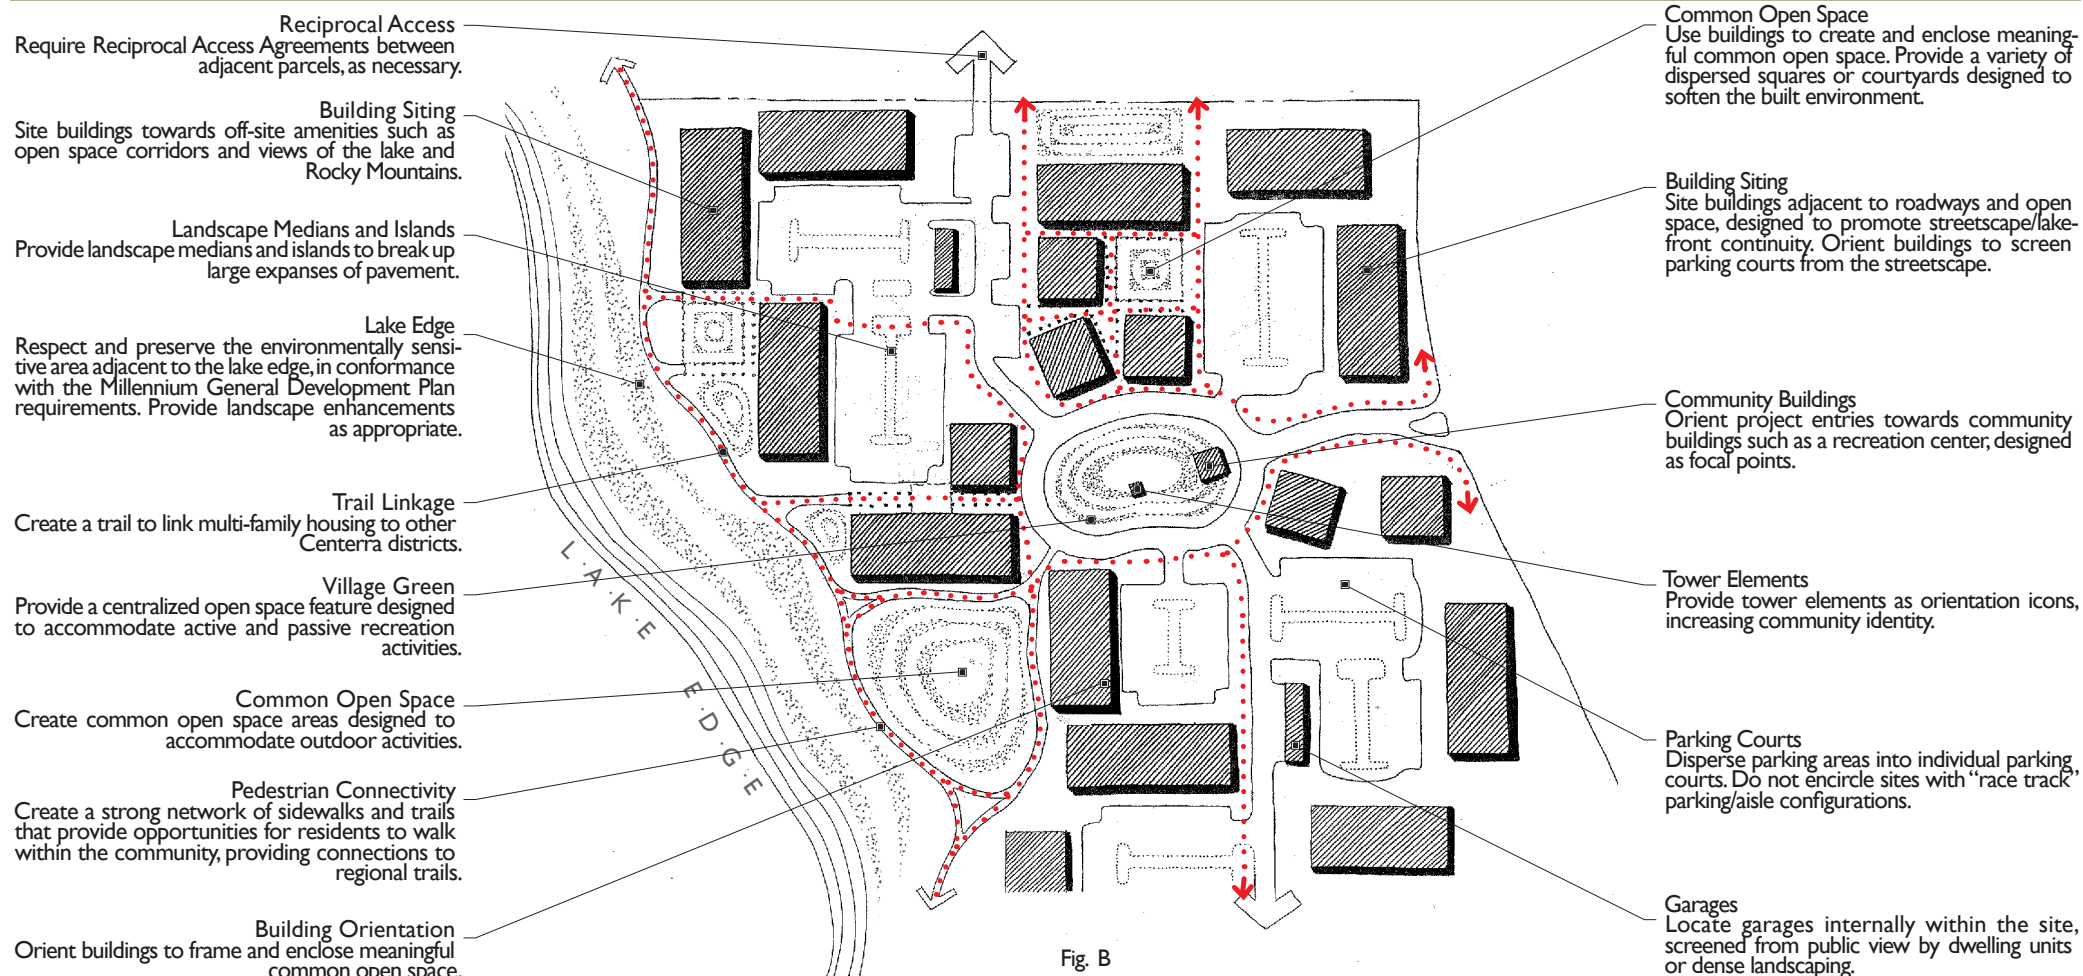 Reciprocal Access
Require Reciprocal Access Agreements between
adjacent parcels, as necessary.
Building Siting
Site buildings towards off-site amenities such as
open space corridors and views of the lake and
Rocky Mountains.
Landscape Medians and Islands
Provide landscape medians and islands to break up
large expanses of pavement.
Lake Edge
Respect and preserve the environmentally sensi-
tive area adjacent to the lake edge, in conformance
with the Millennium General Development Plan
requirements. Provide landscape enhancements
as appropriate.
Trail Linkage
Create a trail to link multi-family housing to other
Centerra districts.
Village Green
Provide a centralized open space feature designed
to accommodate active and passive recreation
activities.
Common Open Space
Create common open space areas designed to
accommodate outdoor activities.
Pedestrian Connectivity
Create a strong network of sidewalks and trails
that provide opportunities for residents to walk
within the community, providing connections to
regional trails.
Building Orientation
Orient buildings to frame and enclose meaningful
common open space.
L·A·K·E E·D·G·E
Fig. B
Common Open Space
Use buildings to create and enclose meaning-
ful common open space. Provide a variety of
dispersed squares or courtyards designed to
soften the built environment.
Building Siting
Site buildings adjacent to roadways and open
space, designed to promote streetscape/lake-
front continuity. Orient buildings to screen
parking courts from the streetscape.
Community Buildings
Orient project entries towards community
buildings such as a recreation center, designed
as focal points.
Tower Elements
Provide tower elements as orientation icons,
increasing community identity.
Parking Courts
Disperse parking areas into individual parking
courts. Do not encircle sites with “race track”
parking/aisle configurations.
Garages
Locate garages internally within the site,
screened from public view by dwelling units
or dense landscaping.